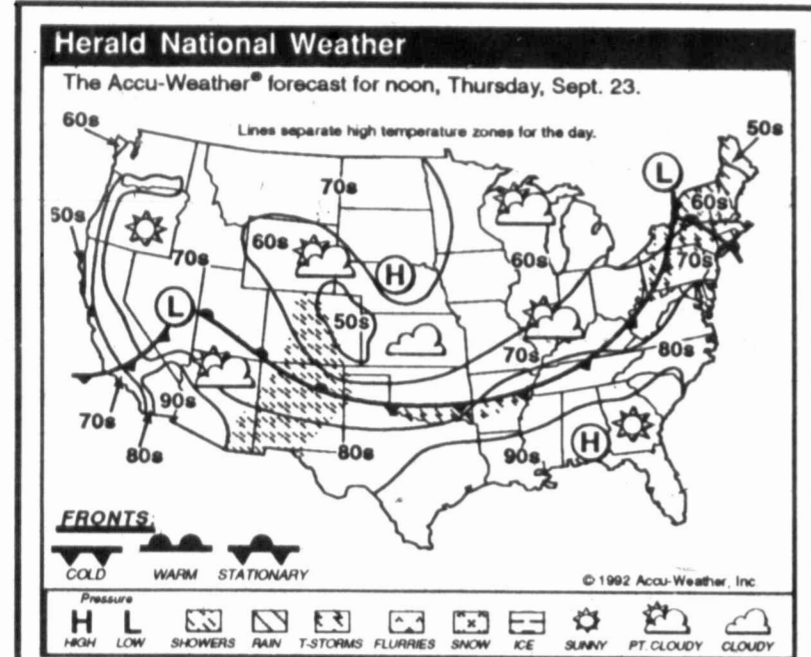 Herald National Weather
The Accu-Weather® forecast for noon, Thursday, Sept. 23.
60s
Lines separate high temperature zones for the day.
50s
L
70s
60s
60s
50s
60s
70s
H
60s
70s
L
50s
70s
80s
90s
70s
80s
80s
H
90s
FRONTS
COLD WARM STATIONARY
© 1992 Accu-Weather, Inc
Pressure
H L
HIGH LOW SHOWERS RAIN T-STORMS FLURRIES SNOW ICE SUNNY PT. CLOUDY CLOUDY